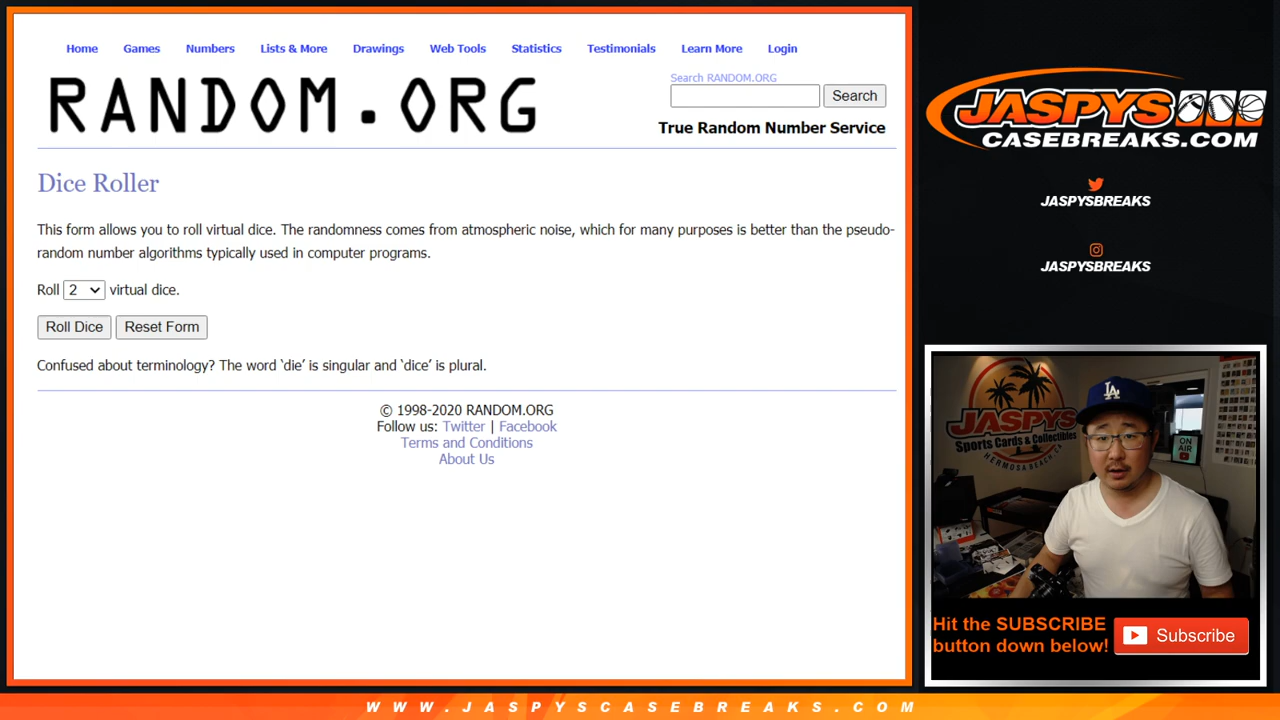 Home Games Numbers Lists & More Drawings Web Tools Statistics Testimonials Learn More Login
RANDOM.ORG
Search RANDOM.ORG
Search
True Random Number Service
Dice Roller
This form allows you to roll virtual dice. The randomness comes from atmospheric noise, which for many purposes is better than the pseudo-
random number algorithms typically used in computer programs.
Roll 2 virtual dice.
Roll Dice Reset Form
Confused about terminology? The word ‘die’ is singular and ‘dice’ is plural.
© 1998-2020 RANDOM.ORG
Follow us: Twitter | Facebook
Terms and Conditions
About Us
JASPYS
CASEBREAKS.COM
JASPYSBREAKS
JASPYSBREAKS
JASPYS
Sports Cards & Collectibles
HERMOSA BEACH, CA
LA
ON
AIR
Hit the SUBSCRIBE
button down below!
Subscribe
WWW.JASPYSCASEBREAKS.COM